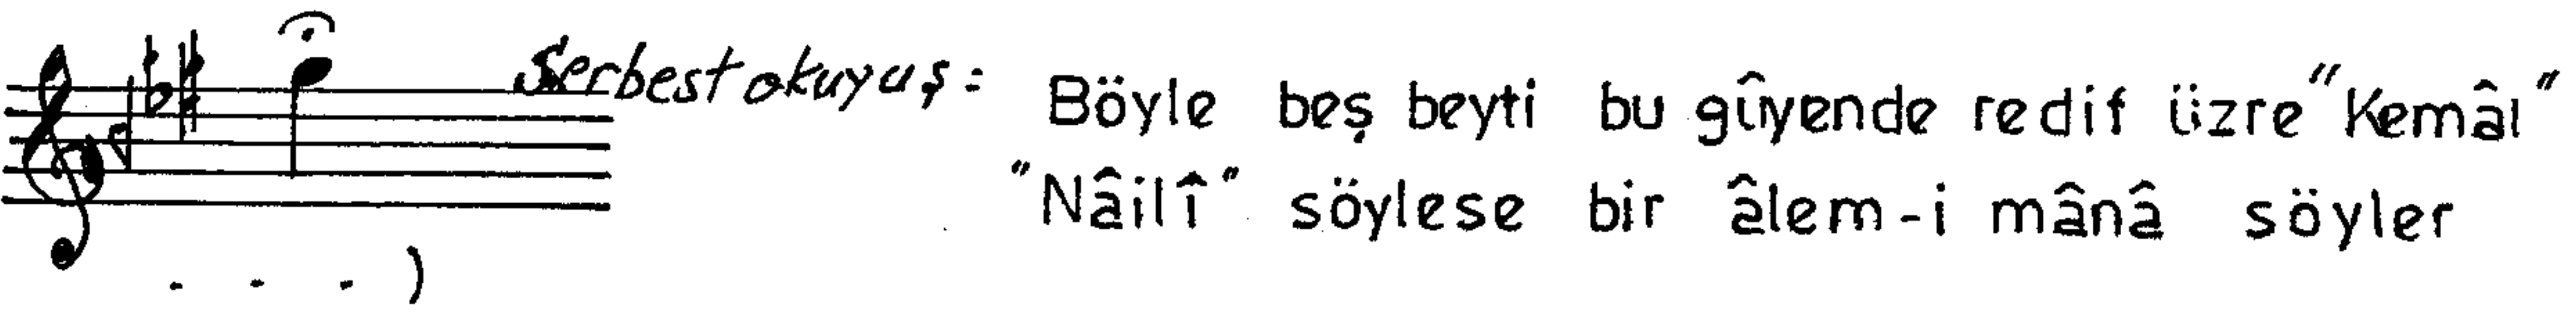 Serbest okuyuş: Böyle beş beyti bu gûyende redif üzre "Kemâl"
"Nâilî" söylese bir âlem-i mânâ söyler
. . . )